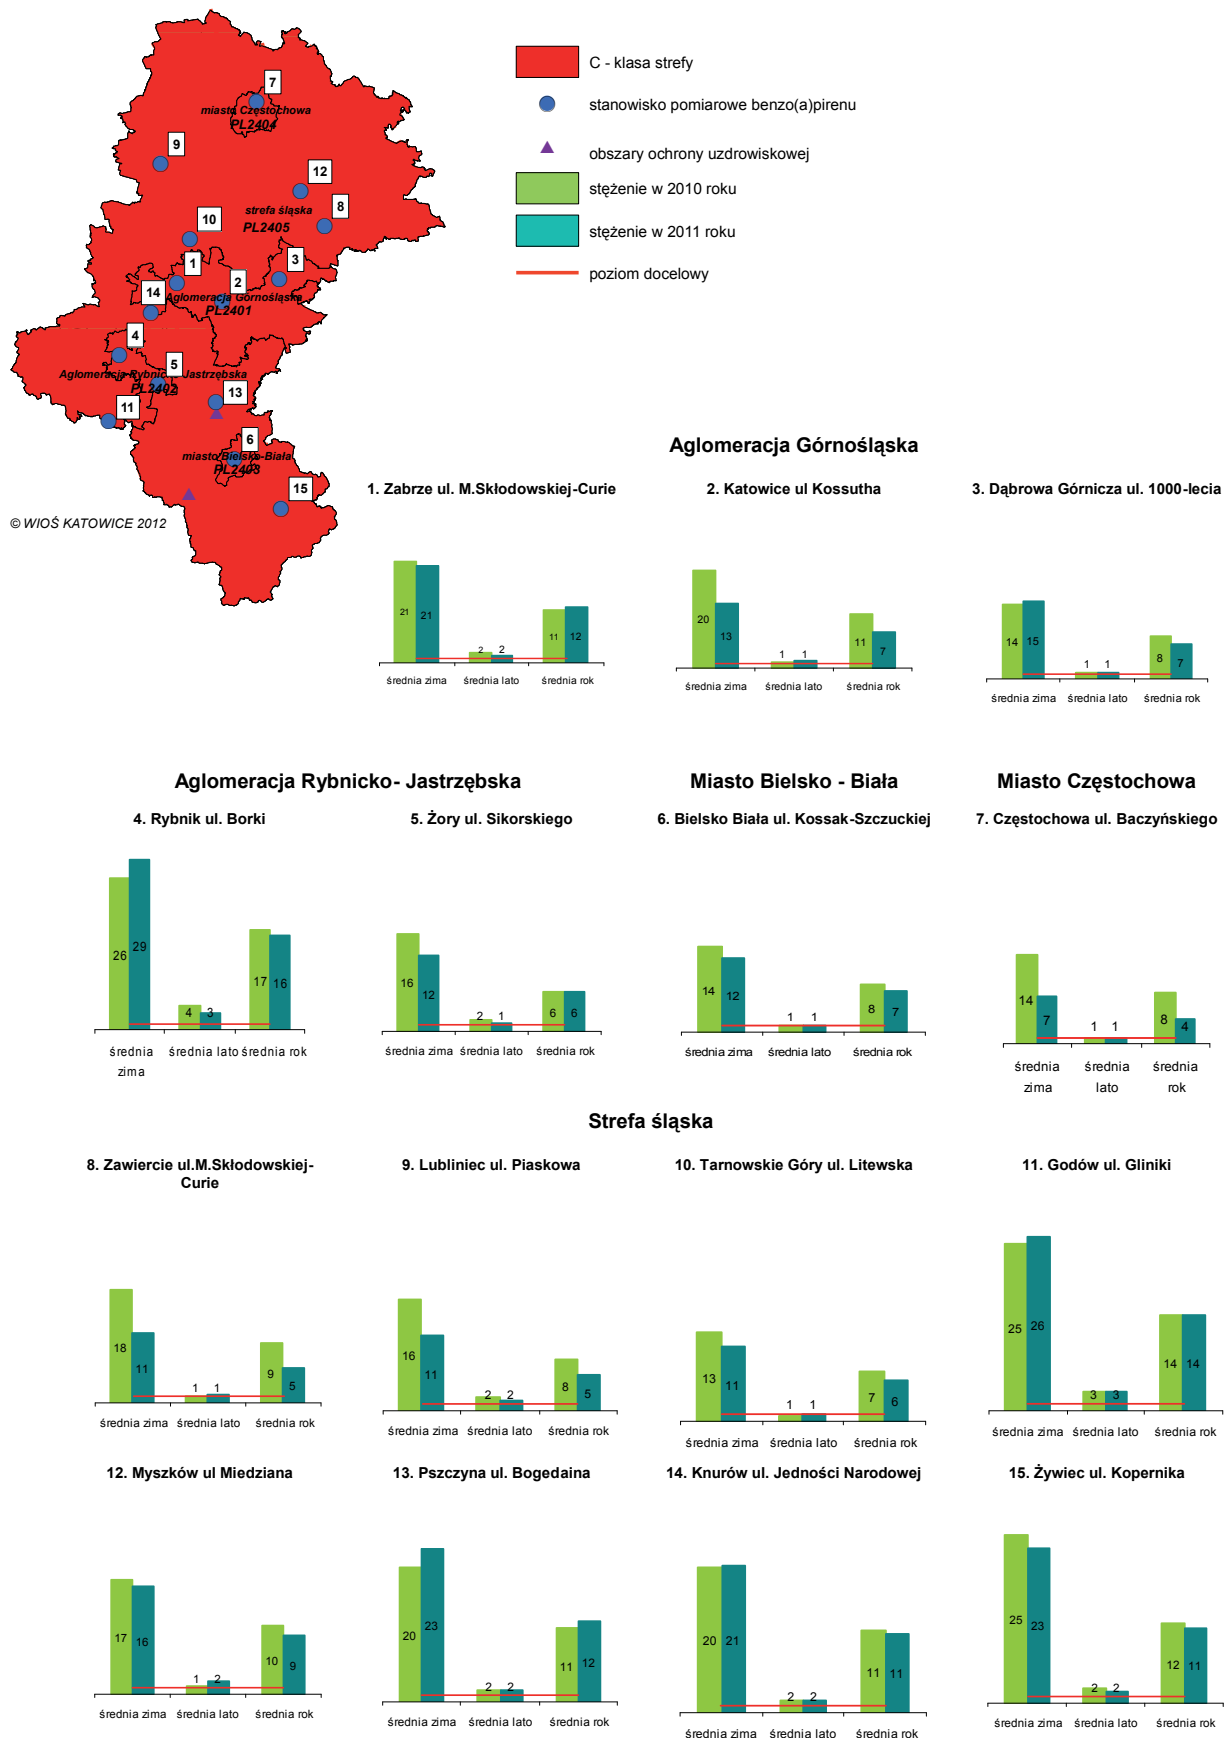 7
miasto Częstochowa
PL2404
9
12
8
strefa śląska
PL2405
10
1
2
3
14
Aglomeracja Górnośląska
PL2401
4
5
Aglomeracja Rybnicko-Jastrzębska
PL2402
13
11
6
miasto Bielsko-Biała
PL2403
15
© WIOŚ KATOWICE 2012
C - klasa strefy
stanowisko pomiarowe benzo(a)pirenu
obszary ochrony uzdrowiskowej
stężenie w 2010 roku
stężenie w 2011 roku
poziom docelowy
Aglomeracja Górnośląska
1. Zabrze ul. M.Skłodowskiej-Curie
21 21 2 2 11 12
średnia zima średnia lato średnia rok
2. Katowice ul Kossutha
20 13 1 1 11 7
średnia zima średnia lato średnia rok
3. Dąbrowa Górnicza ul. 1000-lecia
14 15 1 1 8 7
średnia zima średnia lato średnia rok
Aglomeracja Rybnicko- Jastrzębska
4. Rybnik ul. Borki
26 29 4 3 17 16
średnia zima średnia lato średnia rok
5. Żory ul. Sikorskiego
16 12 2 1 6 6
średnia zima średnia lato średnia rok
Miasto Bielsko - Biała
6. Bielsko Biała ul. Kossak-Szczuckiej
14 12 1 1 8 7
średnia zima średnia lato średnia rok
Miasto Częstochowa
7. Częstochowa ul. Baczyńskiego
14 7 1 1 8 4
średnia zima średnia lato średnia rok
Strefa śląska
8. Zawiercie ul.M.Skłodowskiej-
Curie
18 11 1 1 9 5
średnia zima średnia lato średnia rok
9. Lubliniec ul. Piaskowa
16 11 2 2 8 5
średnia zima średnia lato średnia rok
10. Tarnowskie Góry ul. Litewska
13 11 1 1 7 6
średnia zima średnia lato średnia rok
11. Godów ul. Gliniki
25 26 3 3 14 14
średnia zima średnia lato średnia rok
12. Myszków ul Miedziana
17 16 1 2 10 9
średnia zima średnia lato średnia rok
13. Pszczyna ul. Bogedaina
20 23 2 2 11 12
średnia zima średnia lato średnia rok
14. Knurów ul. Jedności Narodowej
20 21 2 2 11 11
średnia zima średnia lato średnia rok
15. Żywiec ul. Kopernika
25 23 2 2 12 11
średnia zima średnia lato średnia rok